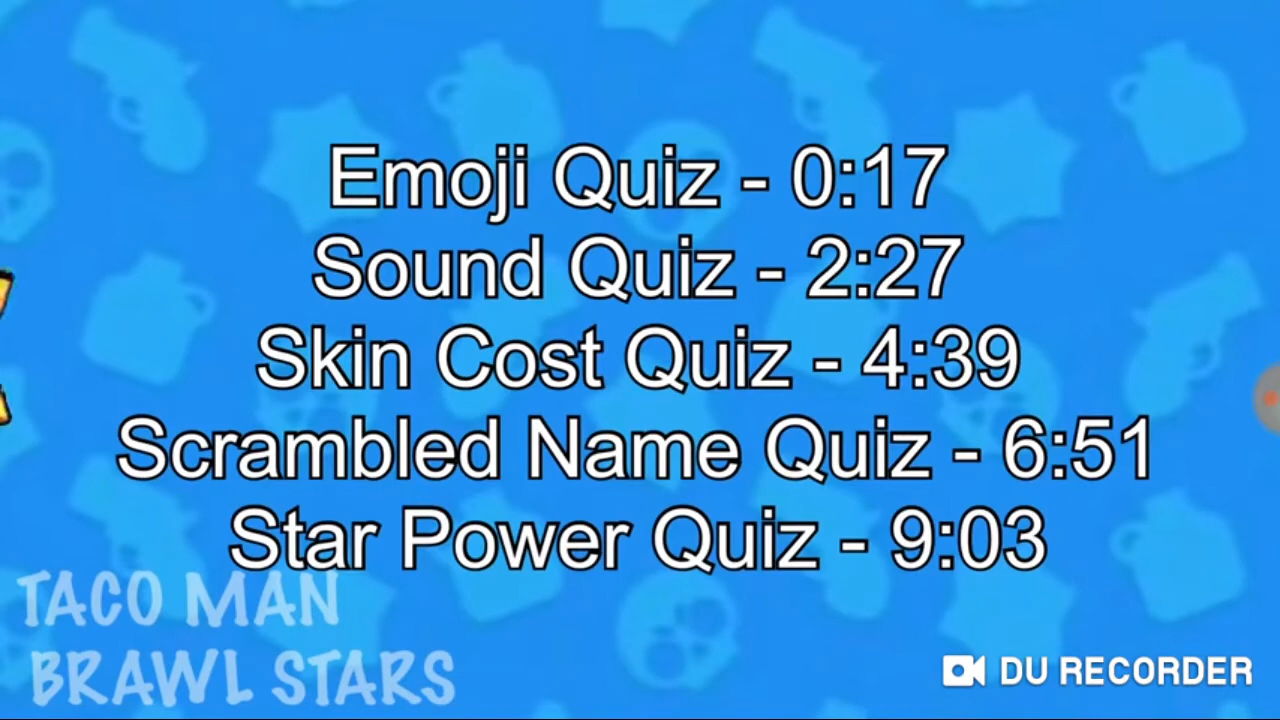 Emoji Quiz - 0:17
Sound Quiz - 2:27
Skin Cost Quiz - 4:39
Scrambled Name Quiz - 6:51
Star Power Quiz - 9:03
TACO MAN
BRAWL STARS
DU RECORDER